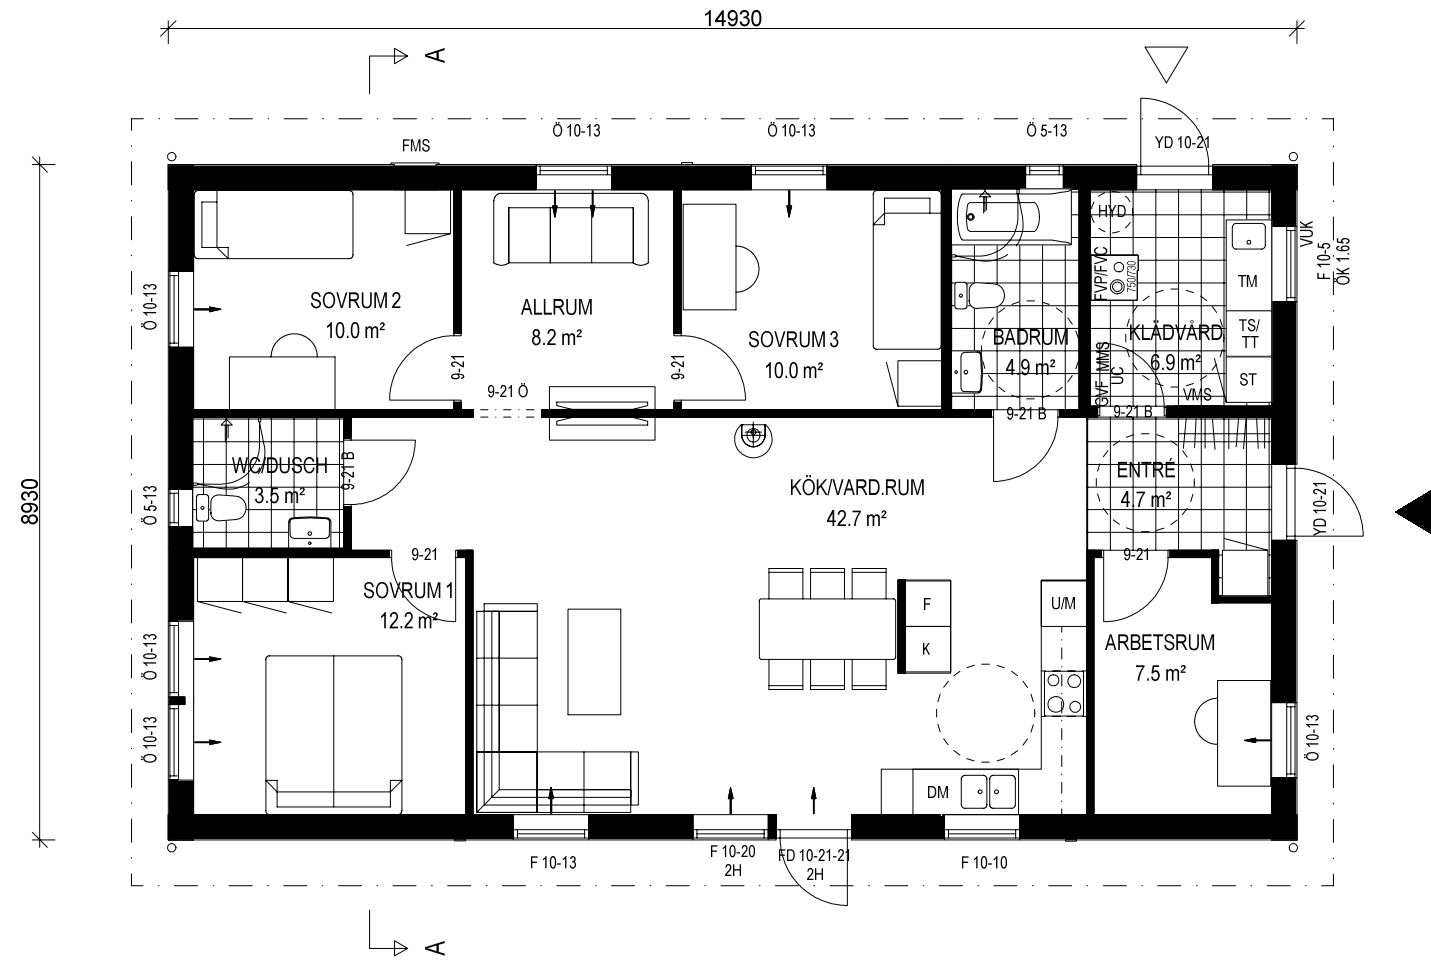 14930
A
FMS
Ö 10-13
Ö 10-13
Ö 5-13
YD 10-21
HYD
VUK
F 10-5
ÖK 1.65
FVP/FVC
750/730
TM
Ö 10-13
SOVRUM 2
10.0 m²
ALLRUM
8.2 m²
SOVRUM 3
10.0 m²
BADRUM
4.9 m²
KLÄDVÅRD
6.9 m²
TS/
TT
ST
9-21
9-21
9-21 Ö
GVF MMS
UC
VMS
9-21 B
9-21 B
WC/DUSCH
3.5 m²
9-21 B
KÖK/VARD.RUM
42.7 m²
ENTRÉ
4.7 m²
YD 10-21
8930
Ö 5-13
9-21
9-21
SOVRUM 1
12.2 m²
F
K
U/M
ARBETSRUM
7.5 m²
Ö 10-13
Ö 10-13
Ö 10-13
DM
F 10-13
F 10-20
2H
FD 10-21-21
2H
F 10-10
A